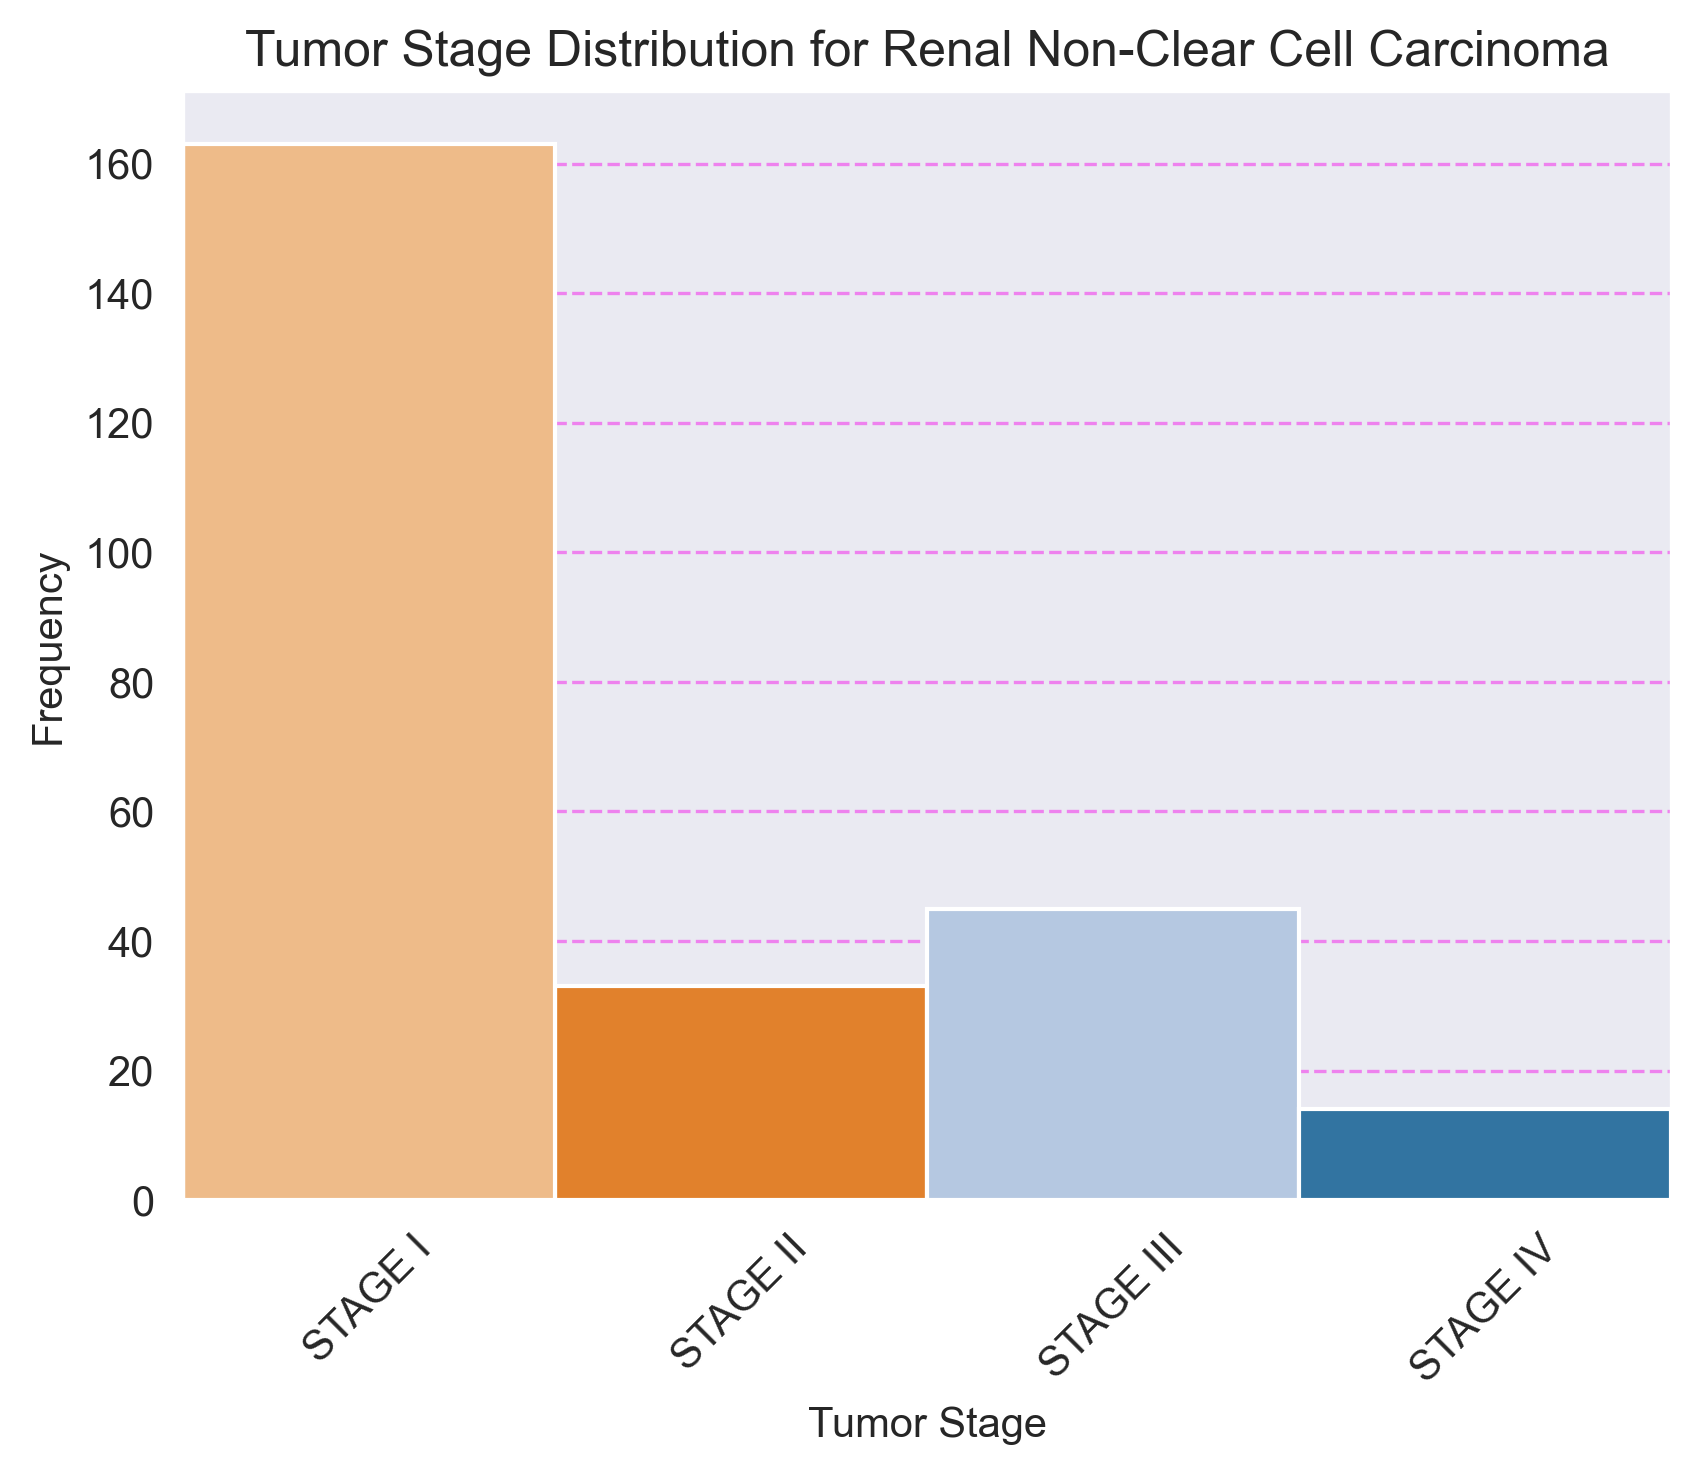 Tumor Stage Distribution for Renal Non-Clear Cell Carcinoma
160
140
120
100
80
60
40
20
0
Frequency
STAGE I
STAGE II
STAGE III
STAGE IV
Tumor Stage